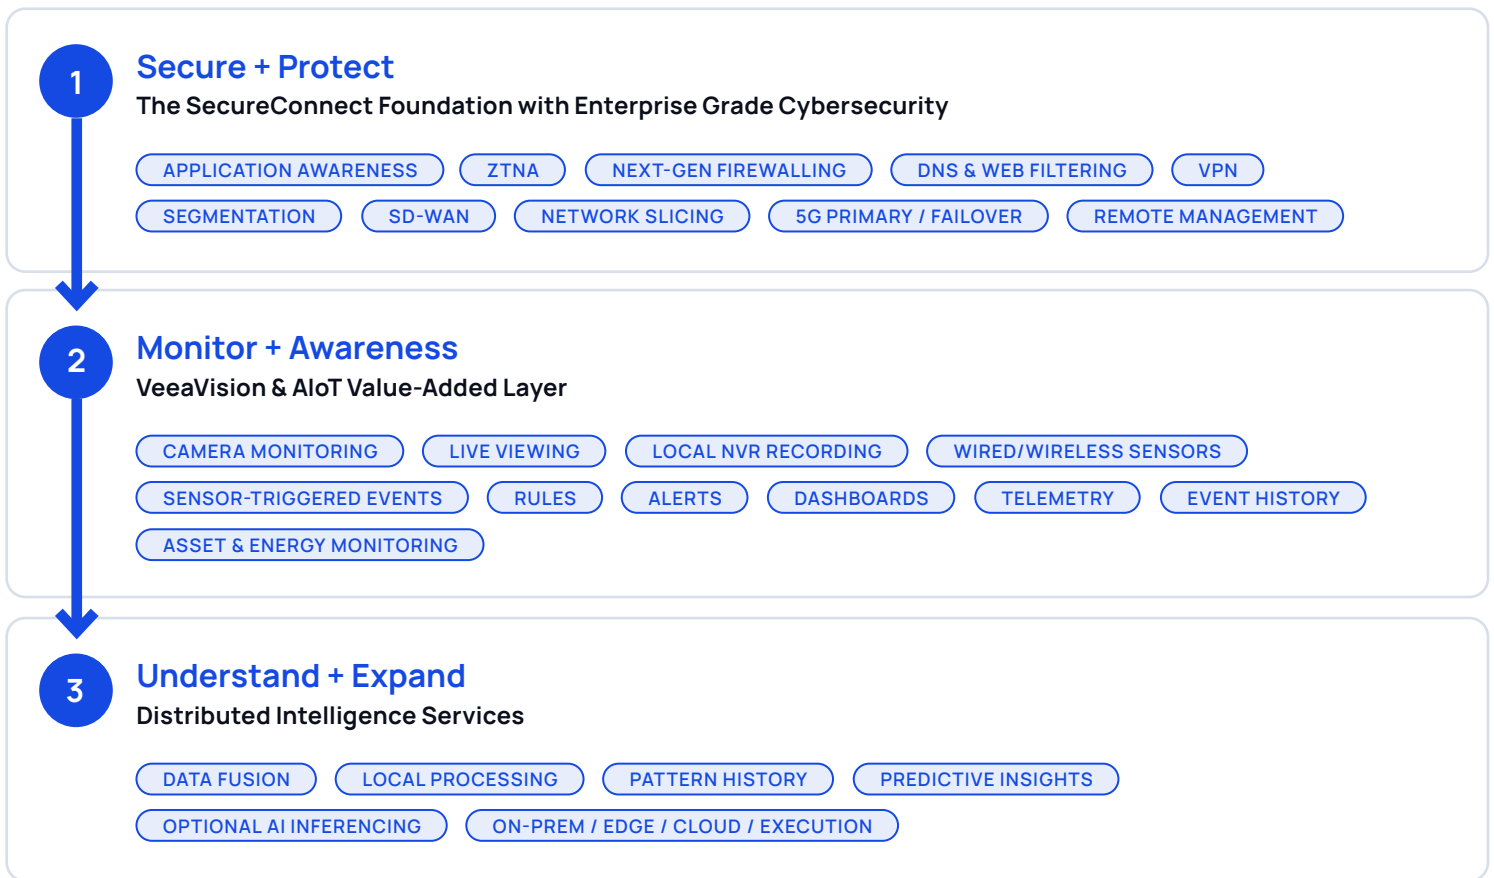 1
Secure + Protect
The SecureConnect Foundation with Enterprise Grade Cybersecurity
APPLICATION AWARENESS ZTNA NEXT-GEN FIREWALLING DNS & WEB FILTERING VPN
SEGMENTATION SD-WAN NETWORK SLICING 5G PRIMARY / FAILOVER REMOTE MANAGEMENT
2
Monitor + Awareness
VeeaVision & AIoT Value-Added Layer
CAMERA MONITORING LIVE VIEWING LOCAL NVR RECORDING WIRED/WIRELESS SENSORS
SENSOR-TRIGGERED EVENTS RULES ALERTS DASHBOARDS TELEMETRY EVENT HISTORY
ASSET & ENERGY MONITORING
3
Understand + Expand
Distributed Intelligence Services
DATA FUSION LOCAL PROCESSING PATTERN HISTORY PREDICTIVE INSIGHTS
OPTIONAL AI INFERENCING ON-PREM / EDGE / CLOUD / EXECUTION